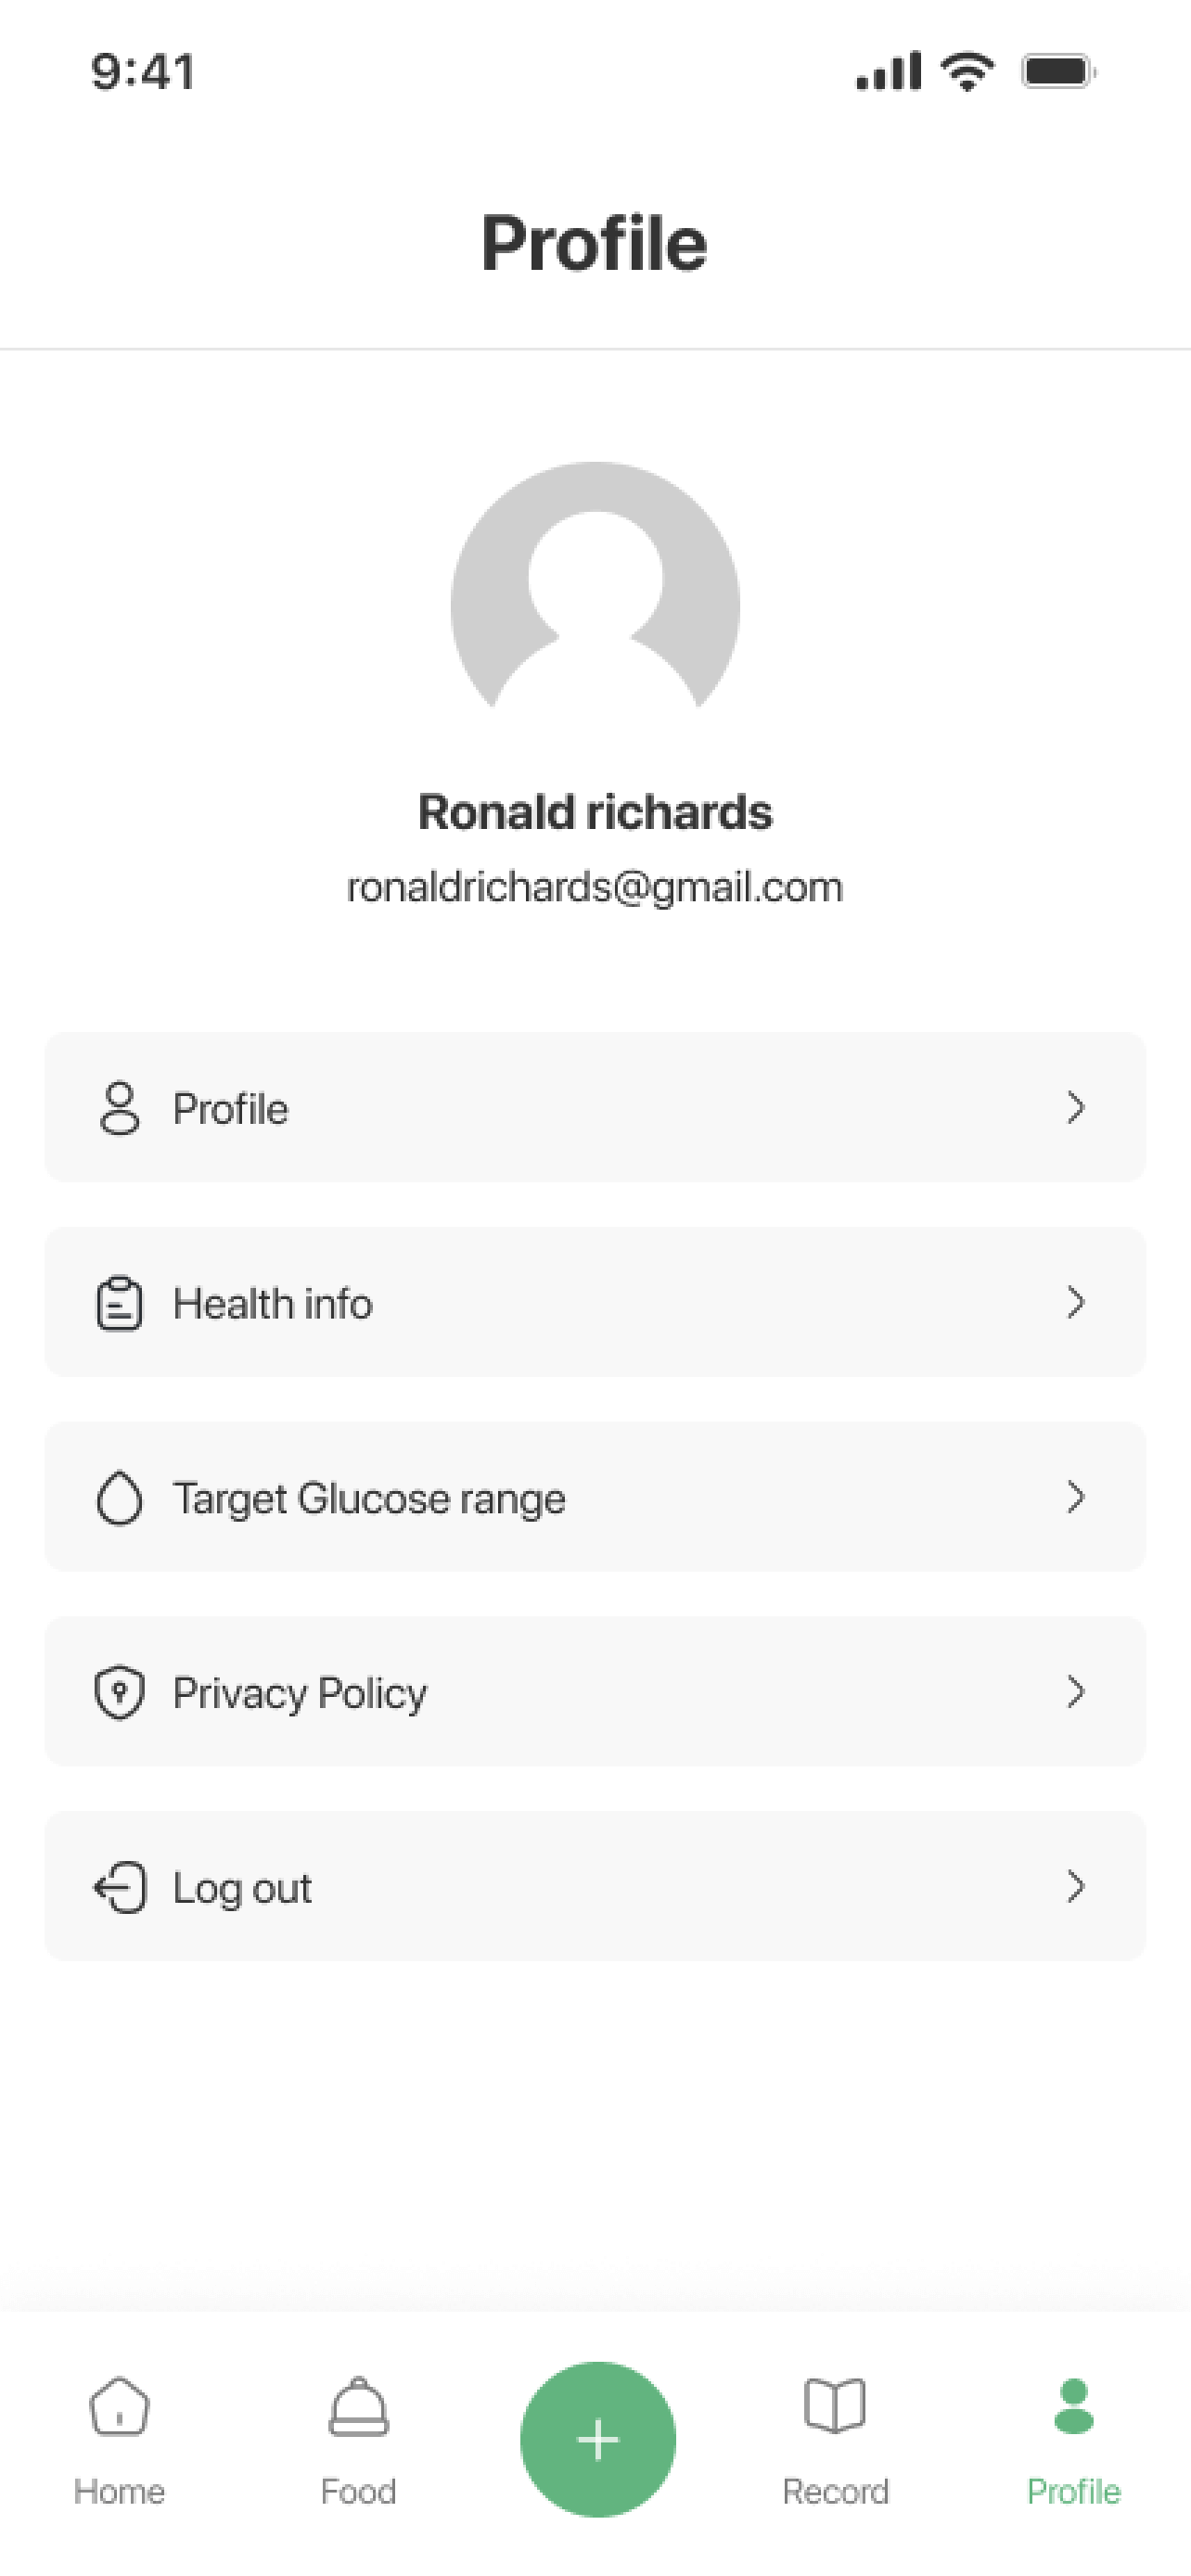 9:41
Profile
Ronald richards
ronaldrichards@gmail.com
Profile
Health info
Target Glucose range
Privacy Policy
Log out
Home
Food
Record
Profile